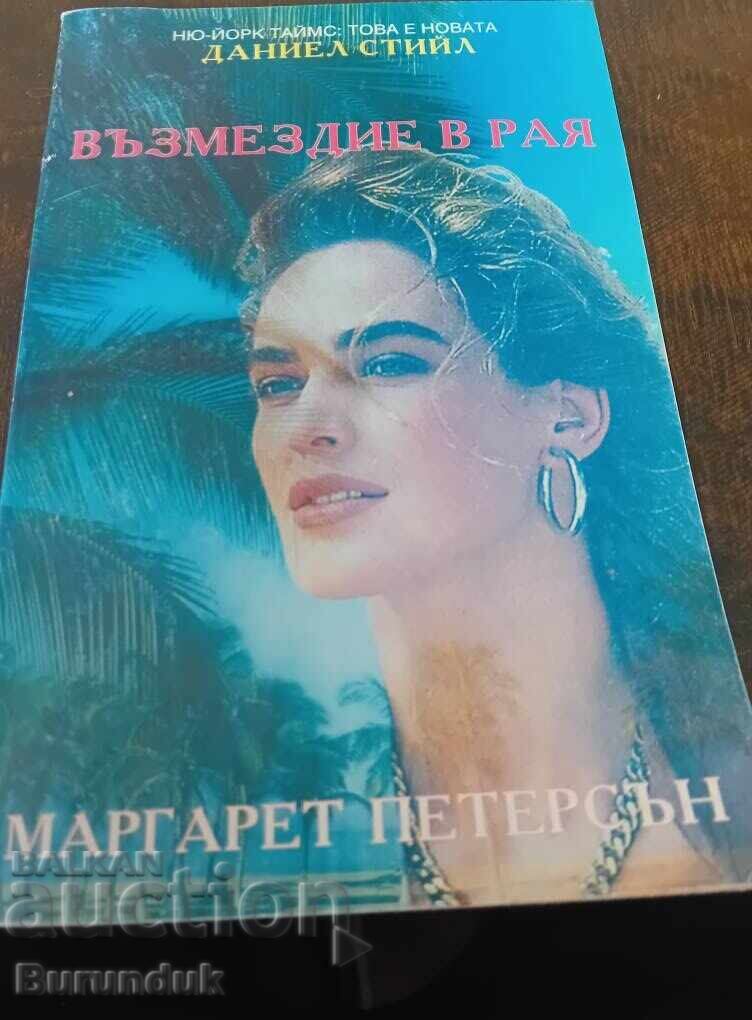 НЮ-ЙОРК ТАЙМС: ТОВА Е НОВАТА
ДАНИЕЛ СТИЙЛ
ВЪЗМЕЗДИЕ В РАЯ
МАРГАРЕТ ПЕТЕРСЪН
BALKAN
auction
Burunduk